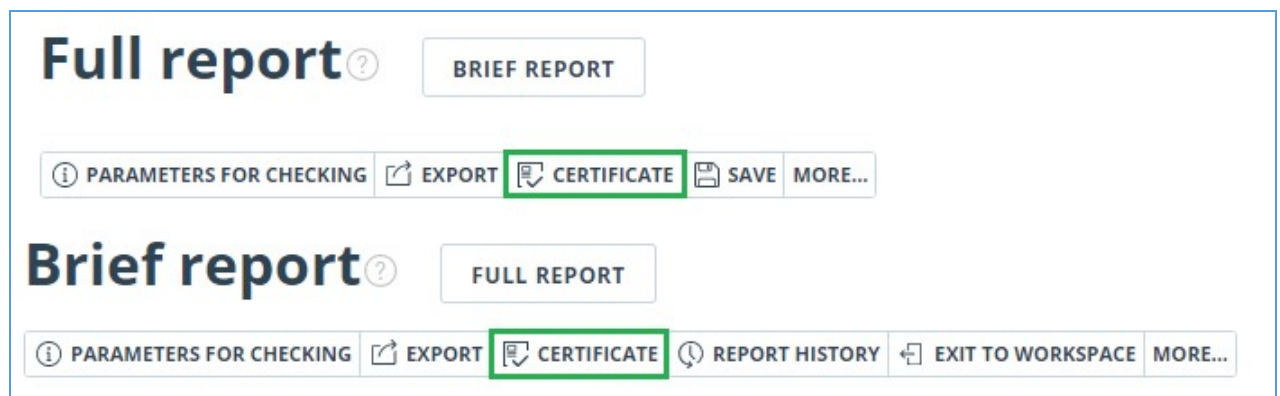 Full report ? BRIEF REPORT
PARAMETERS FOR CHECKING EXPORT CERTIFICATE SAVE MORE...
Brief report ? FULL REPORT
PARAMETERS FOR CHECKING EXPORT CERTIFICATE REPORT HISTORY EXIT TO WORKSPACE MORE...